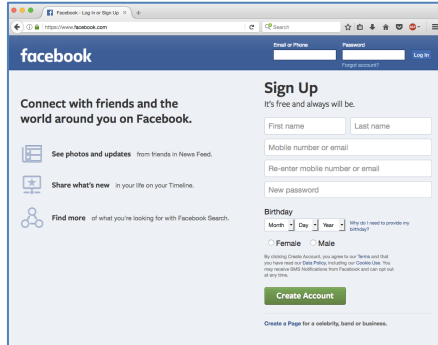 Facebook - Log In or Sign Up
https://www.facebook.com
Search
facebook
Email or Phone
Password
Log In
Forgot account?
Connect with friends and the
world around you on Facebook.
See photos and updates from friends in News Feed.
Share what's new in your life on your Timeline.
Find more of what you're looking for with Facebook Search.
Sign Up
It's free and always will be.
First name
Last name
Mobile number or email
Re-enter mobile number or email
New password
Birthday
Month
Day
Year
Why do I need to provide my
birthday?
Female
Male
By clicking Create Account, you agree to our Terms and that
you have read our Data Policy, including our Cookie Use. You
may receive SMS Notifications from Facebook and can opt out
at any time.
Create Account
Create a Page for a celebrity, band or business.